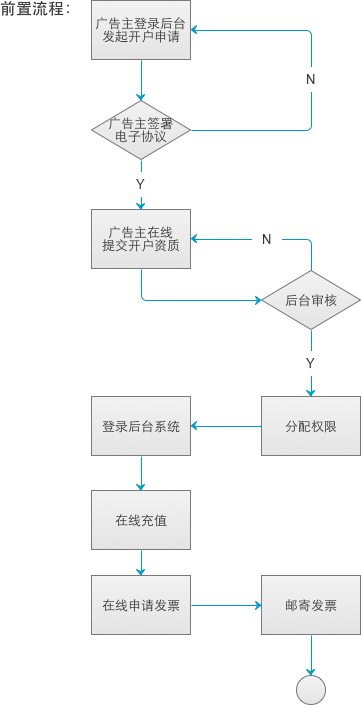 前置流程：
广告主登录后台
发起开户申请
N
广告主签署
电子协议
Y
广告主在线
提交开户资质
N
后台审核
Y
登录后台系统
分配权限
在线充值
在线申请发票
邮寄发票